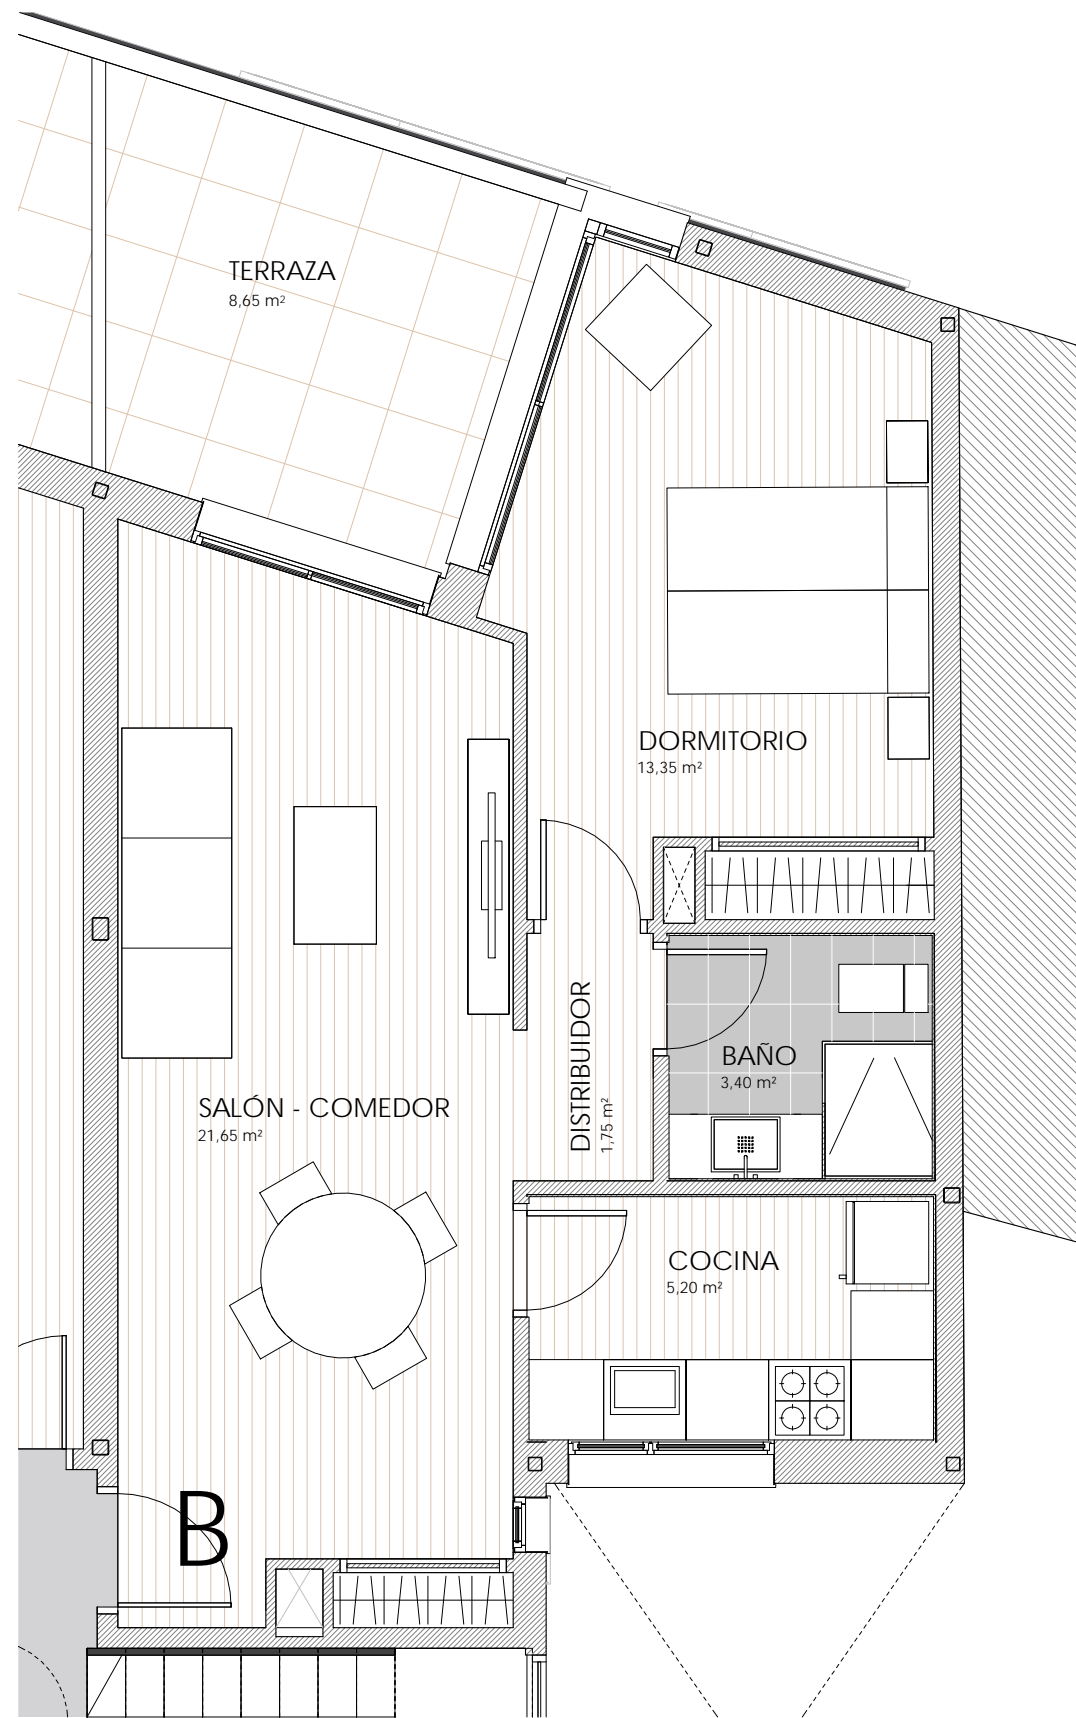 TERRAZA
8,65 m²
DORMITORIO
13,35 m²
DISTRIBUIDOR
1,75 m²
BAÑO
3,40 m²
SALÓN - COMEDOR
21,65 m²
COCINA
5,20 m²
B